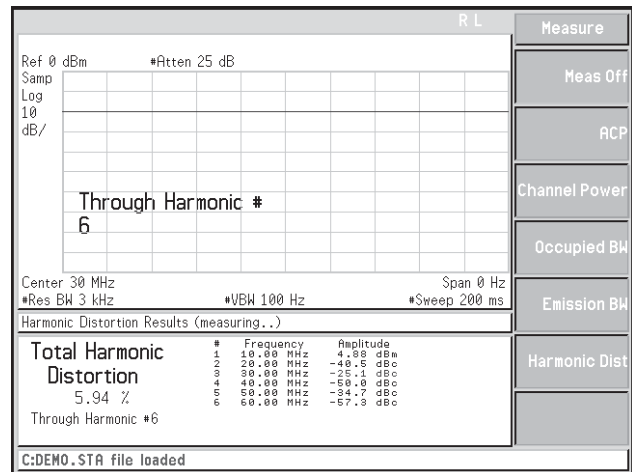 R L
Ref 0 dBm #Atten 25 dB
Samp
Log
10
dB/
Through Harmonic #
6
Center 30 MHz Span 0 Hz
#Res BW 3 kHz #VBW 100 Hz #Sweep 200 ms
Harmonic Distortion Results (measuring..)
Total Harmonic
Distortion
5.94 %
Through Harmonic #6
# Frequency Amplitude
1 10.00 MHz 4.88 dBm
2 20.00 MHz -40.5 dBc
3 30.00 MHz -25.1 dBc
4 40.00 MHz -50.0 dBc
5 50.00 MHz -34.7 dBc
6 60.00 MHz -57.3 dBc
C:DEMO.STA file loaded
Measure
Meas Off
ACP
Channel Power
Occupied BW
Emission BW
Harmonic Dist